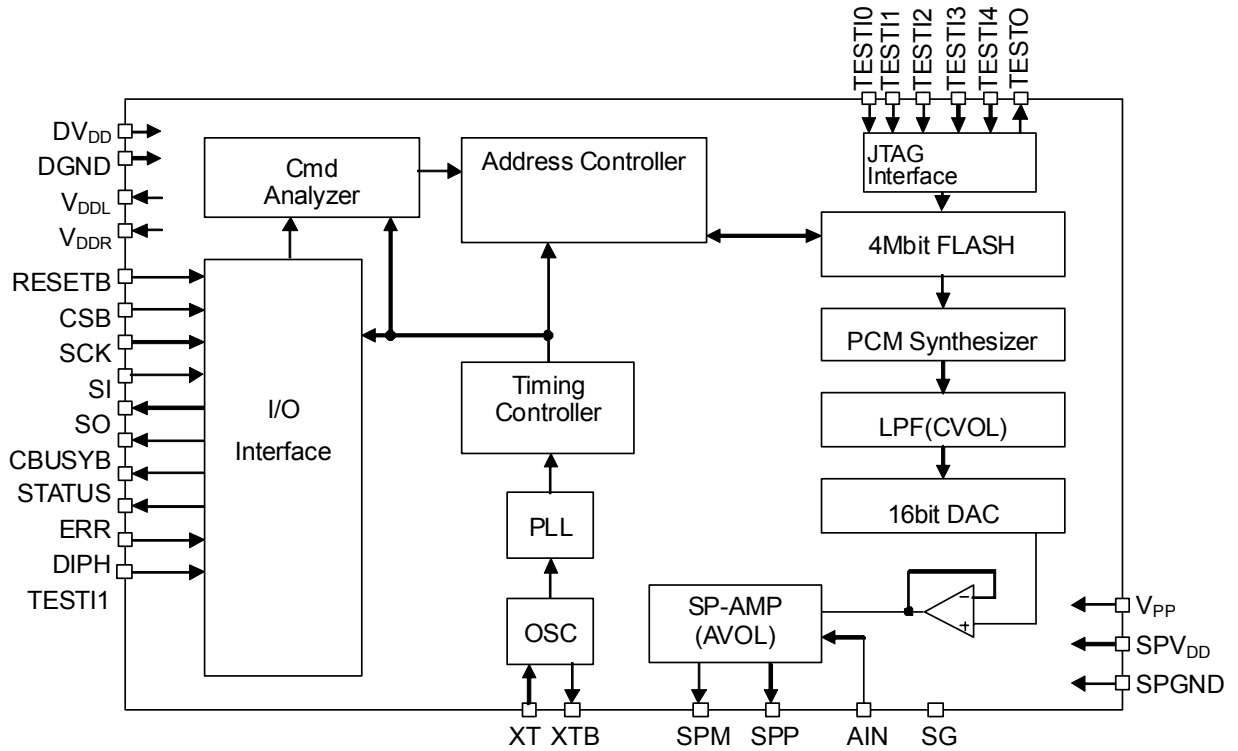 TESTI0
TESTI1
TESTI2
TESTI3
TESTI4
TESTO
DVDD
DGND
VDDL
VDDR
RESETB
CSB
SCK
SI
SO
CBUSYB
STATUS
ERR
DIPH
TESTI1
Cmd
Analyzer
Address Controller
JTAG
Interface
4Mbit FLASH
I/O
Interface
Timing
Controller
PCM Synthesizer
LPF(CVOL)
16bit DAC
PLL
OSC
SP-AMP
(AVOL)
−
+
VPP
SPVDD
SPGND
XT
XTB
SPM
SPP
AIN
SG